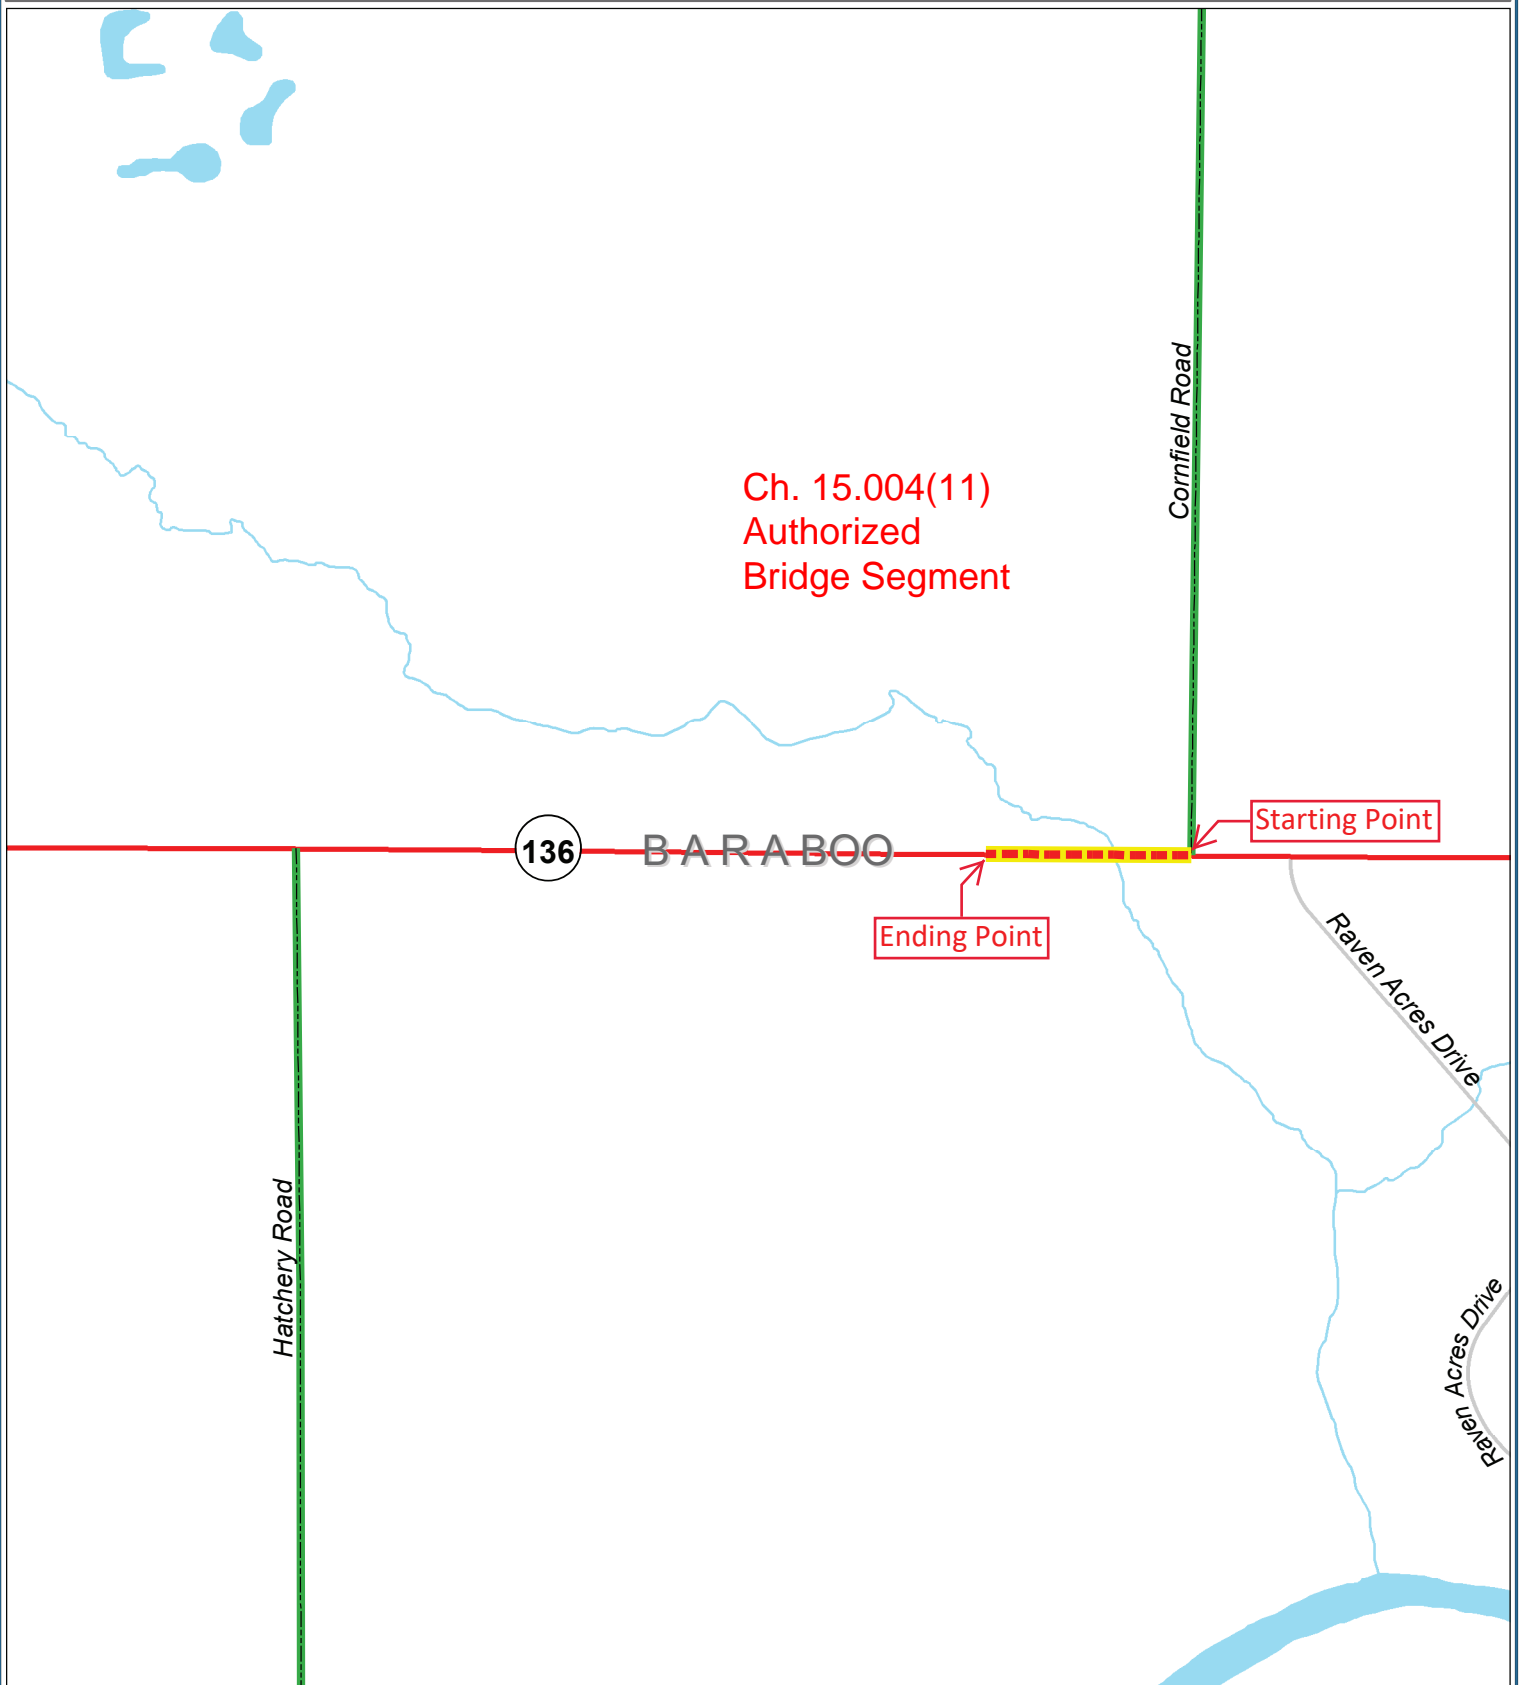 Cornfield Road
Ch. 15.004(11)
Authorized
Bridge Segment
Starting Point
136
BARABOO
Ending Point
Raven Acres Drive
Hatchery Road
Raven Acres Drive